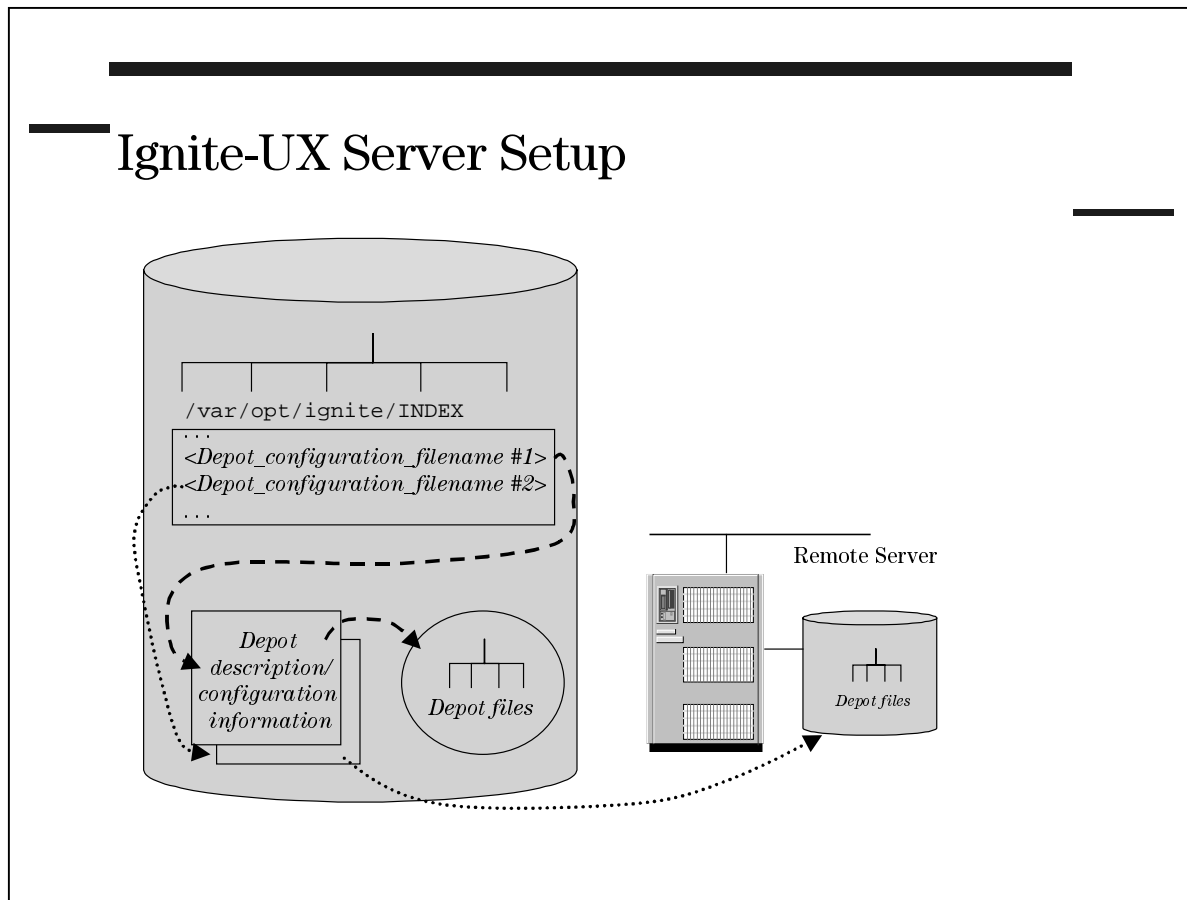 Ignite-UX Server Setup
/var/opt/ignite/INDEX
. . .
<Depot_configuration_filename #1>
<Depot_configuration_filename #2>
. . .
Remote Server
Depot
description/
configuration
information
Depot files
Depot files